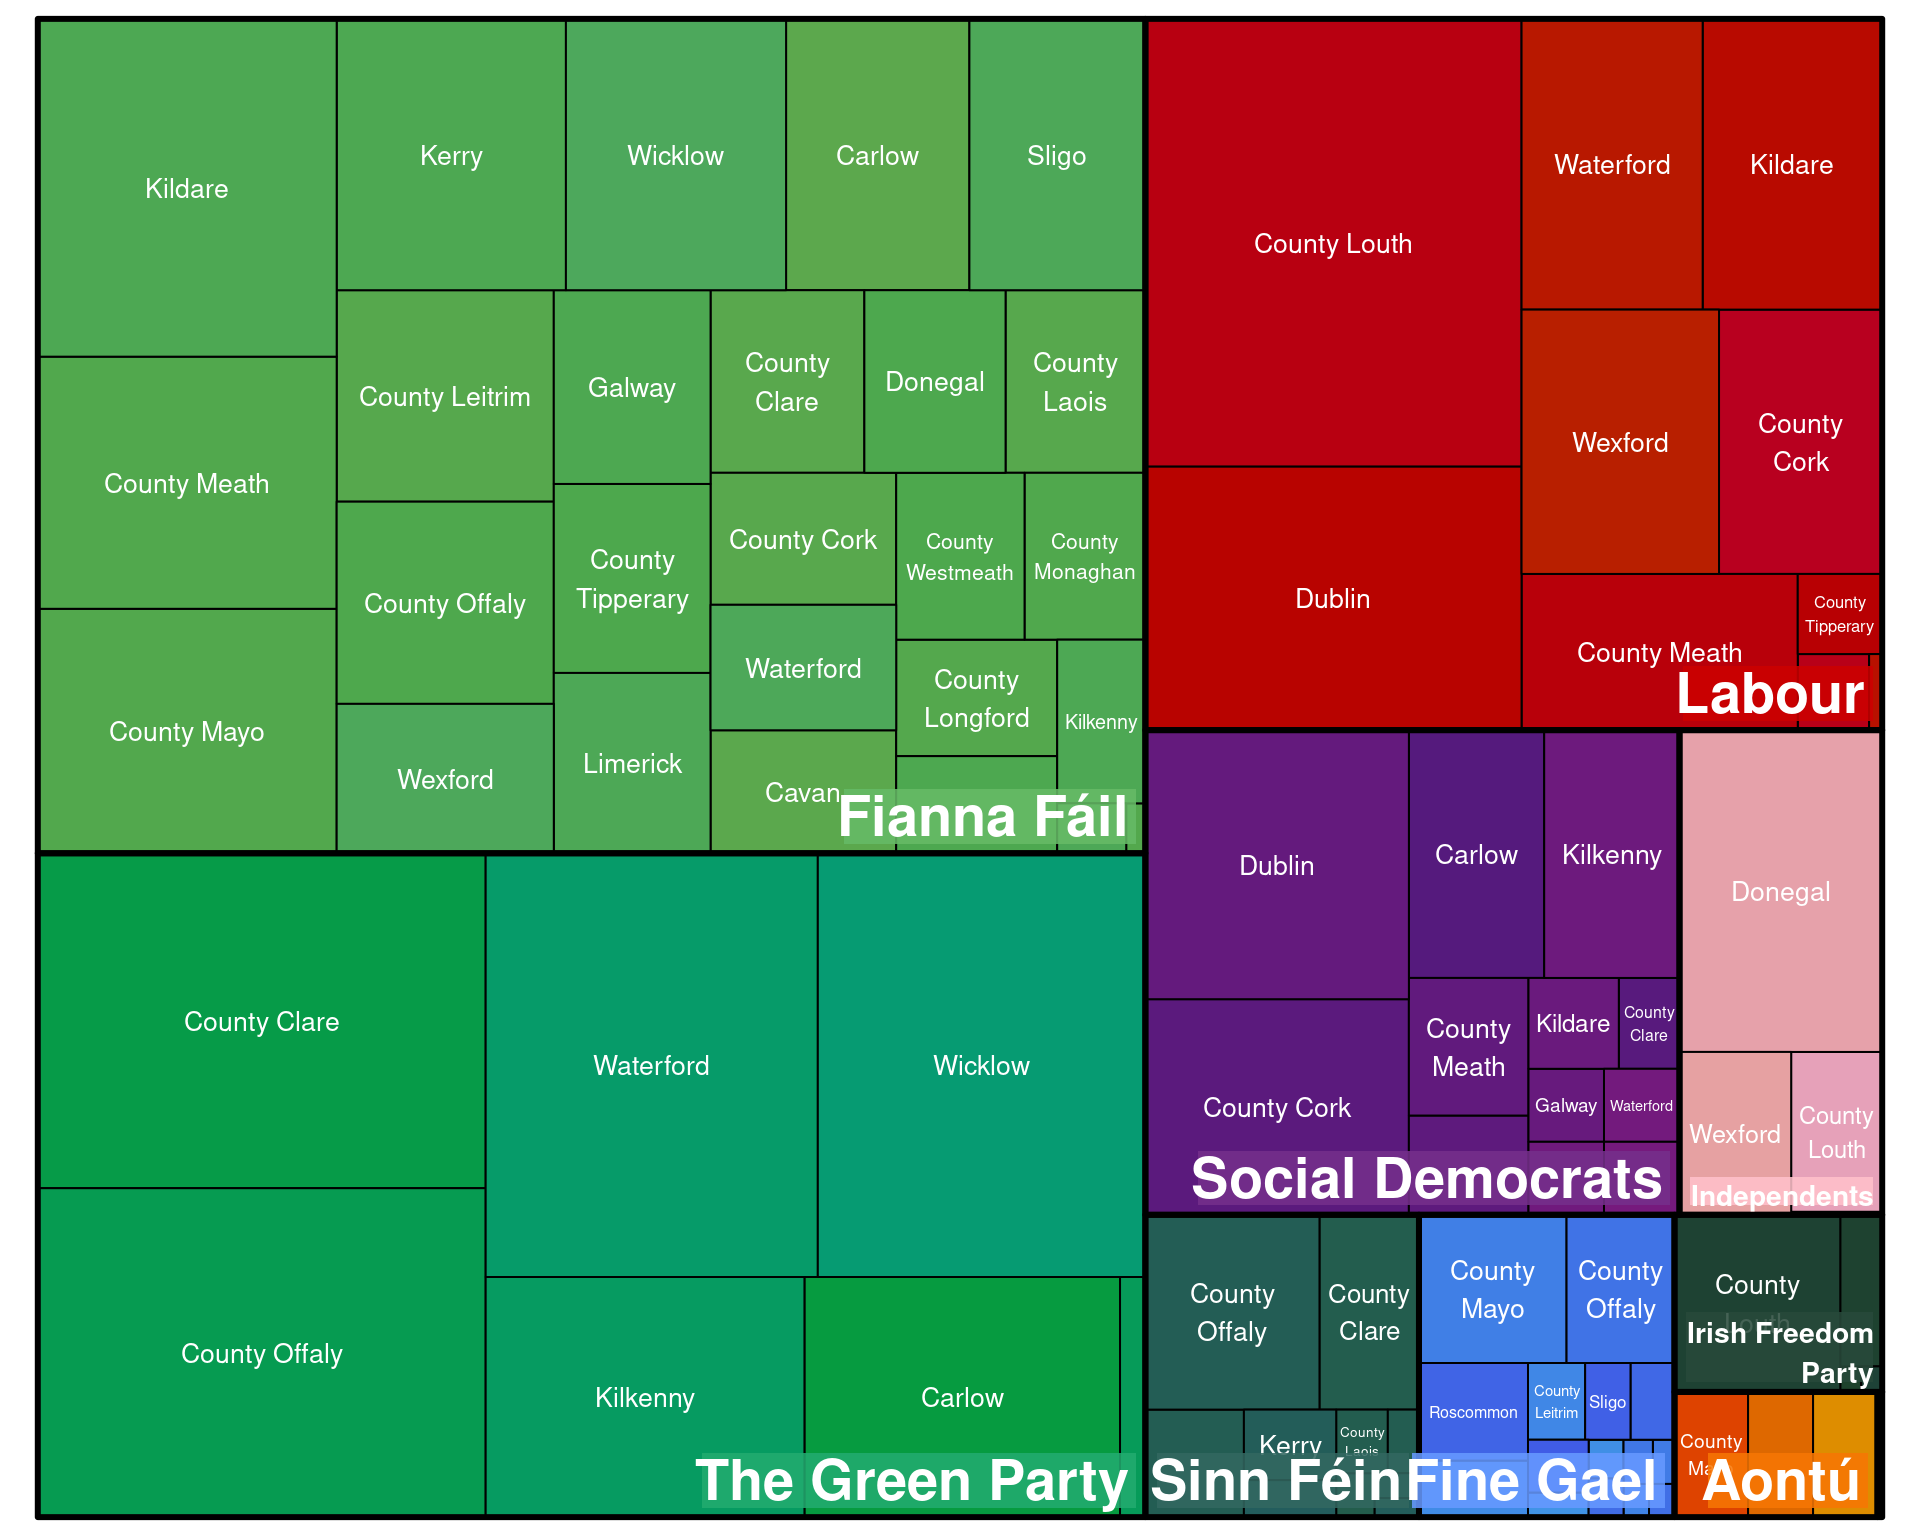 Kildare
Kerry
Wicklow
Carlow
Sligo
County Meath
County Mayo
County Leitrim
Galway
County
Clare
Donegal
County
Laois
County Offaly
County
Tipperary
County Cork
County
Westmeath
County
Monaghan
Waterford
County
Longford
Kilkenny
Wexford
Limerick
Cavan
Fianna Fáil
County Louth
Waterford
Kildare
Wexford
County
Cork
Dublin
County Meath
County
Tipperary
Labour
County Clare
Waterford
Wicklow
County Offaly
Kilkenny
Carlow
The Green Party
Dublin
Carlow
Kilkenny
County Cork
County
Meath
Kildare
County
Clare
Galway
Waterford
Social Democrats
Donegal
Wexford
County
Louth
Independents
County
Offaly
County
Clare
Kerry
County
Laois
Sinn Féin
County
Mayo
County
Offaly
Roscommon
County
Leitrim
Sligo
Fine Gael
County
Louth
Irish Freedom
Party
County
Aontú